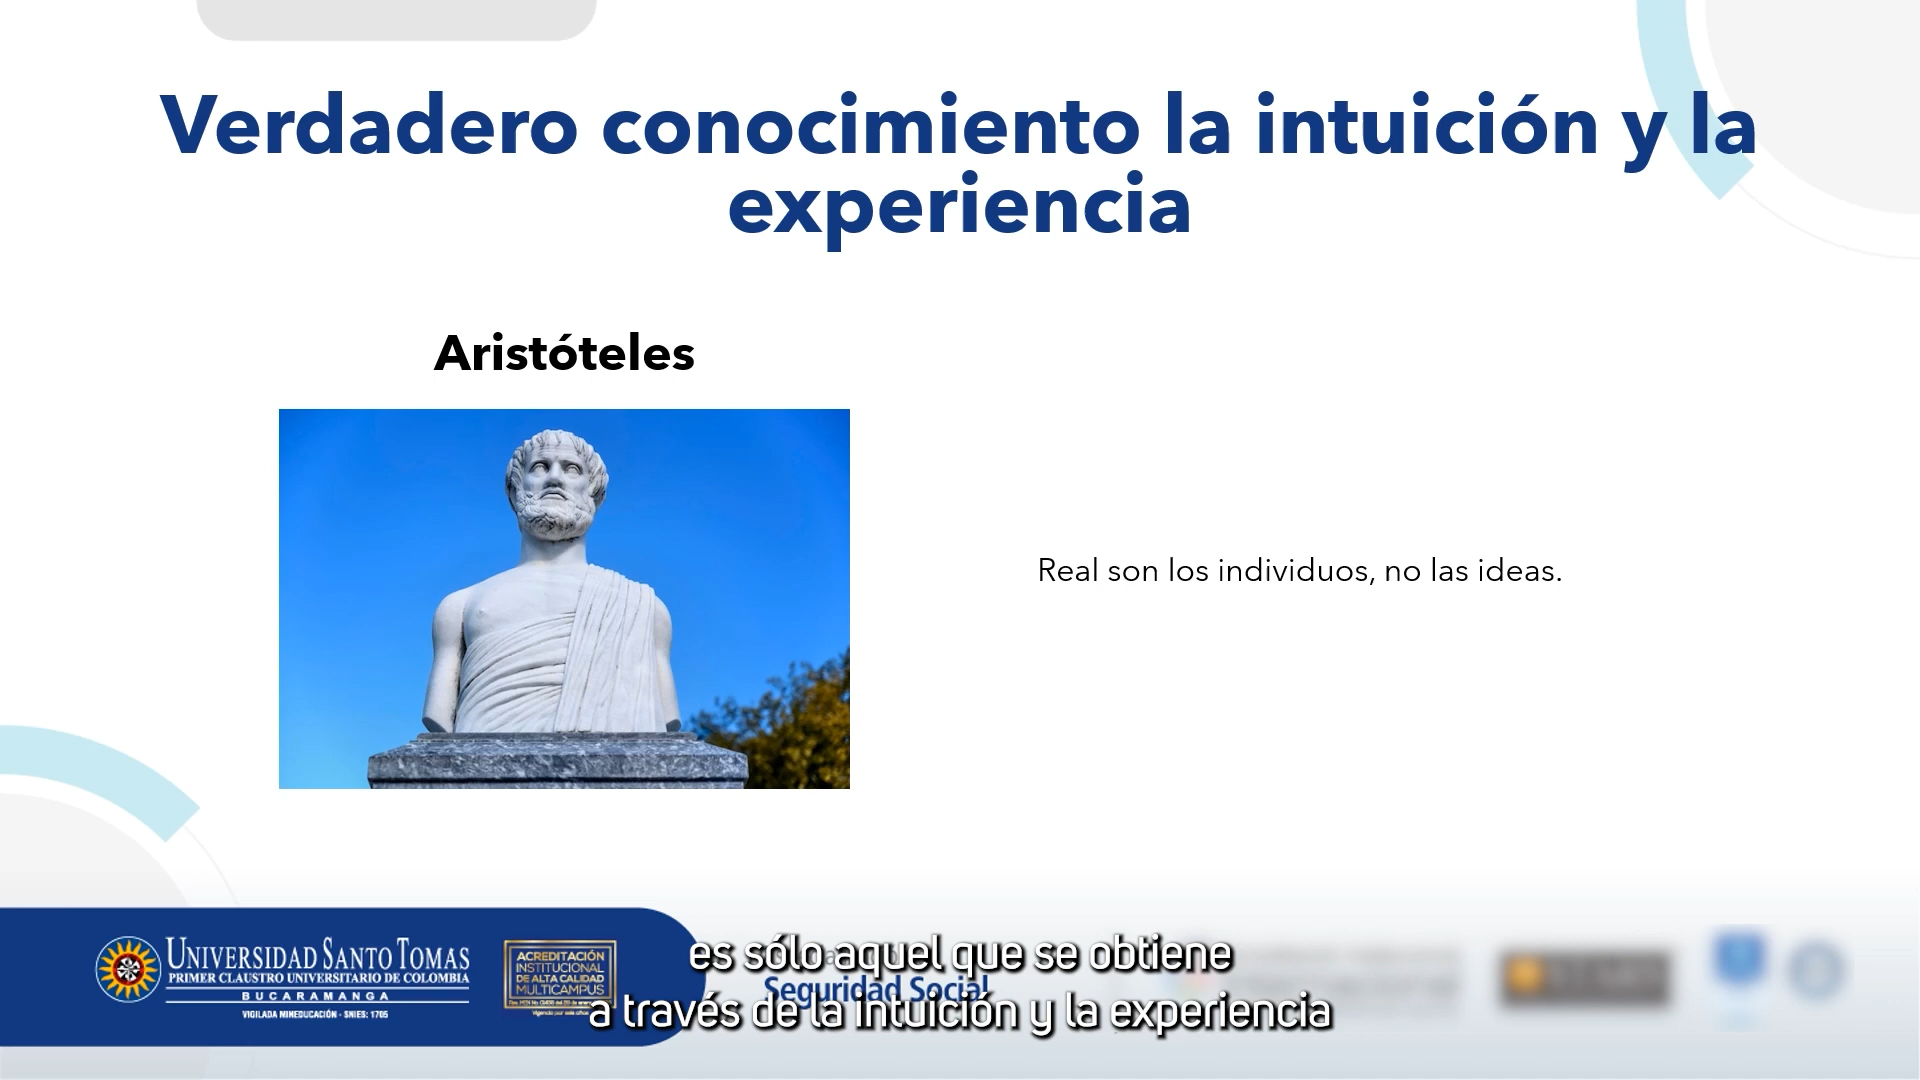 Verdadero conocimiento la intuición y la
experiencia
Aristóteles
Real son los individuos, no las ideas.
UNIVERSIDAD SANTO TOMAS
PRIMER CLAUSTRO UNIVERSITARIO DE COLOMBIA
BUCARAMANGA
VIGILADA MINEDUCACIÓN - SNIES: 1705
ACREDITACIÓN
INSTITUCIONAL
DE ALTA CALIDAD
MULTICAMPUS
Seguridad Social
es sólo aquel que se obtiene
a través de la intuición y la experiencia